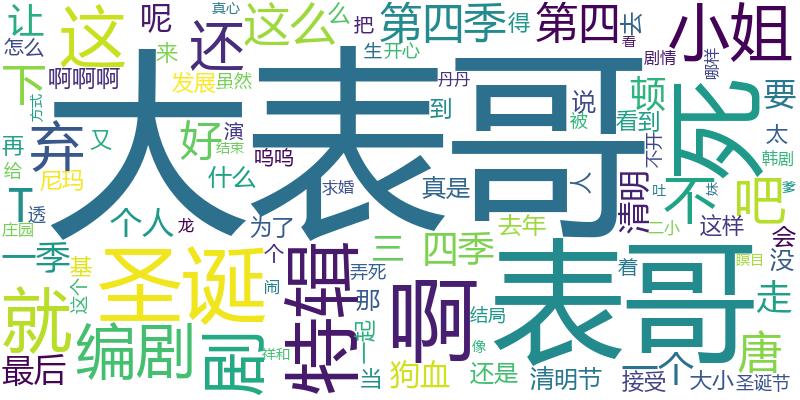 让 这 呢 还 这么 么 真心 把 第四季 得 第四 去 看 小姐
怎么 来 生 开心 剧情 哪样
下 啊啊啊 发展 虽然 丹丹 顿 死 要
方式 大表哥 到 说 看到 太
再 弃 又 好 演 结束 被 不开 韩剧
给 呜呜 不
尼玛 什么 求婚 真是 人 清明 吐 妹 吧 爹
T 透 个人 龙 为了 去年 二小 这样
庄园 个 三 四季 会
一季 基 这个 圣诞 特辑 着 没 瞑目
就 闹 弄死 那 啊 表哥 走
编剧 剧 一起 结局 唐
最后 祥和 当 狗血 像 还是 清明节 接受 一个 大小 圣诞节